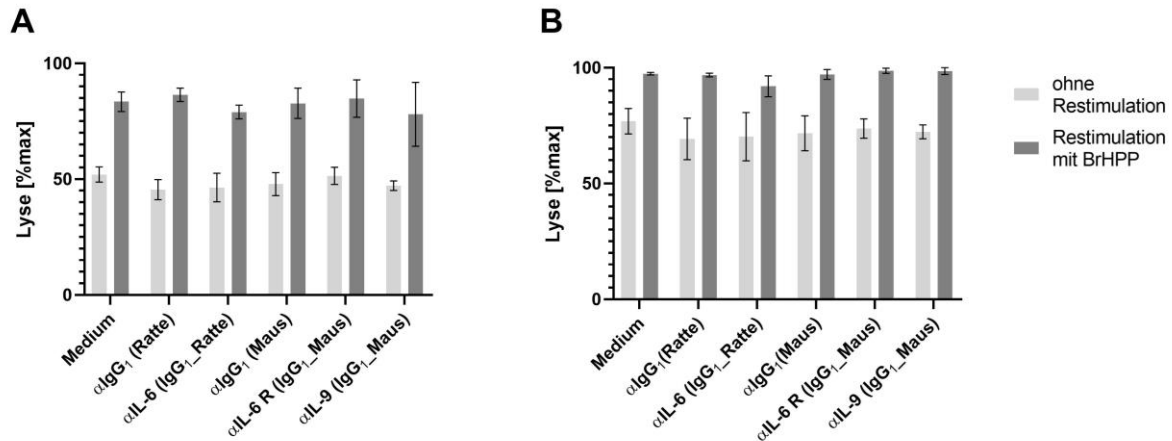 A
Lyse [%max]
100
50
0
Medium
αIgG₁ (Ratte)
αIL-6 (IgG₁_Ratte)
αIgG₁ (Maus)
αIL-6 R (IgG₁_Maus)
αIL-9 (IgG₁_Maus)
B
Lyse [%max]
100
50
0
Medium
αIgG₁(Ratte)
αIL-6 (IgG₁_Ratte)
αIgG₁(Maus)
αIL-6 R (IgG₁_Maus)
αIL-9 (IgG₁_Maus)
ohne
Restimulation
Restimulation
mit BrHPP